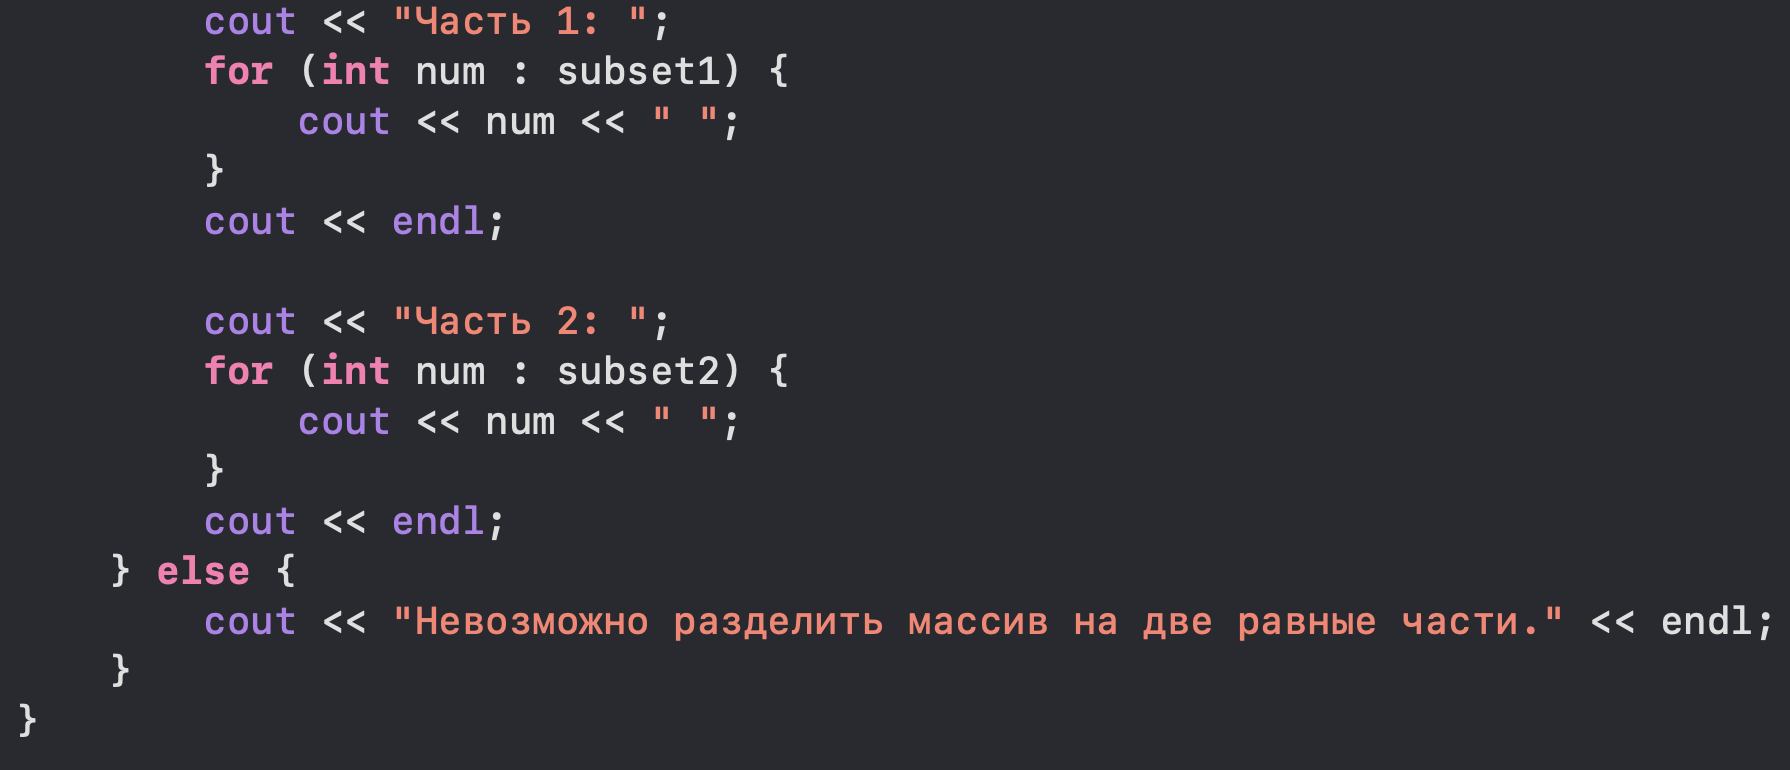 cout << "Часть 1: ";
for (int num : subset1) {
cout << num << " ";
}
cout << endl;
cout << "Часть 2: ";
for (int num : subset2) {
cout << num << " ";
}
cout << endl;
} else {
cout << "Невозможно разделить массив на две равные части." << endl;
}
}